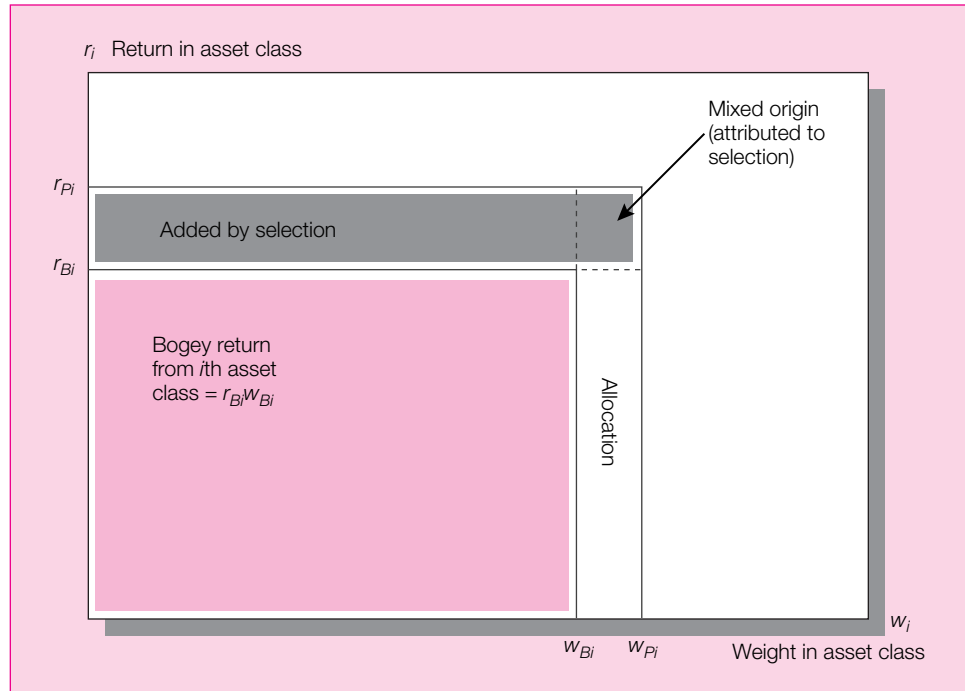 r_i Return in asset class
Mixed origin
(attributed to
selection)
r_Pi
Added by selection
r_Bi
Bogey return
from ith asset
class = r_Bi w_Bi
Allocation
w_i
w_Bi w_Pi
Weight in asset class